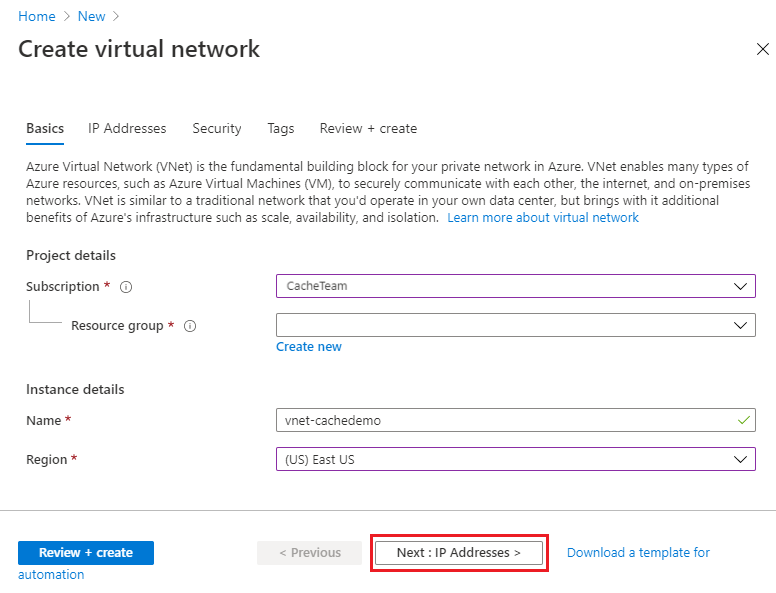 Home > New >
Create virtual network
Basics IP Addresses Security Tags Review + create
Azure Virtual Network (VNet) is the fundamental building block for your private network in Azure. VNet enables many types of
Azure resources, such as Azure Virtual Machines (VM), to securely communicate with each other, the internet, and on-premises
networks. VNet is similar to a traditional network that you'd operate in your own data center, but brings with it additional
benefits of Azure's infrastructure such as scale, availability, and isolation. Learn more about virtual network
Project details
Subscription * CacheTeam
Resource group *
Create new
Instance details
Name * vnet-cachedemo
Region * (US) East US
Review + create < Previous Next : IP Addresses > Download a template for
automation